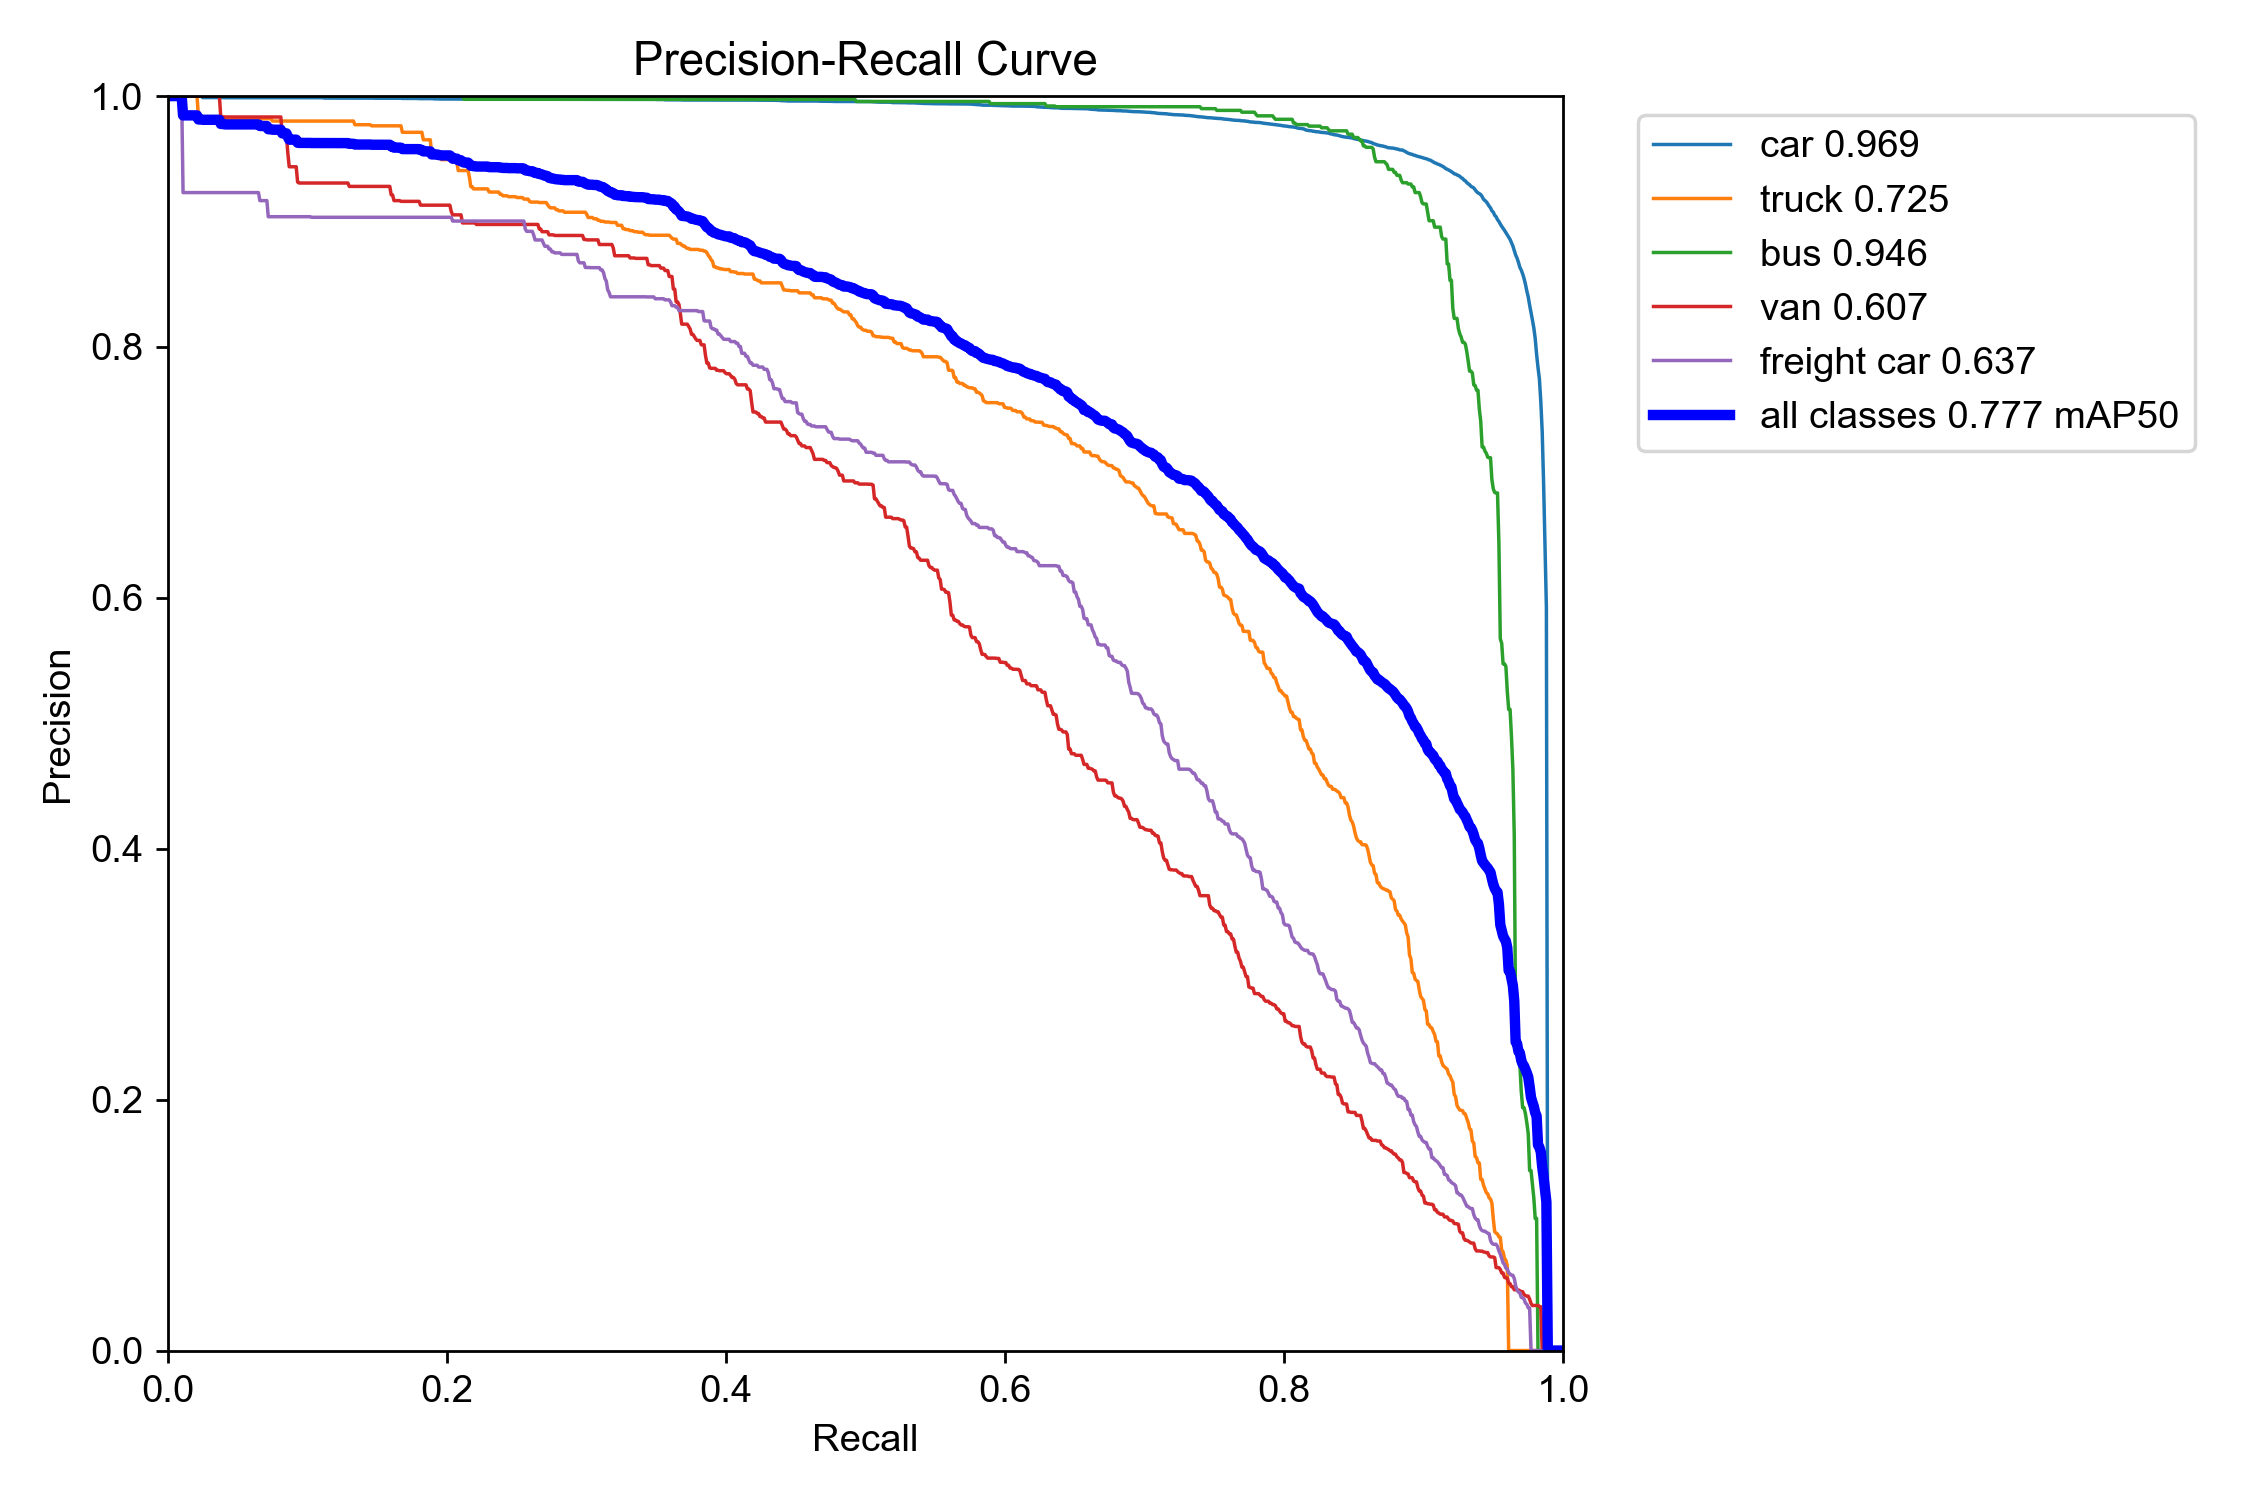 Precision-Recall Curve
1.0
0.8
0.6
0.4
0.2
0.0
Precision
0.0 0.2 0.4 0.6 0.8 1.0
Recall
car 0.969
truck 0.725
bus 0.946
van 0.607
freight car 0.637
all classes 0.777 mAP50